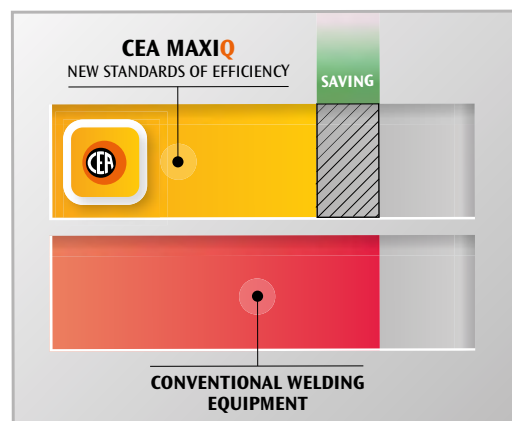 CEA MAXIQ
NEW STANDARDS OF EFFICIENCY
SAVING
CEA
CONVENTIONAL WELDING
EQUIPMENT